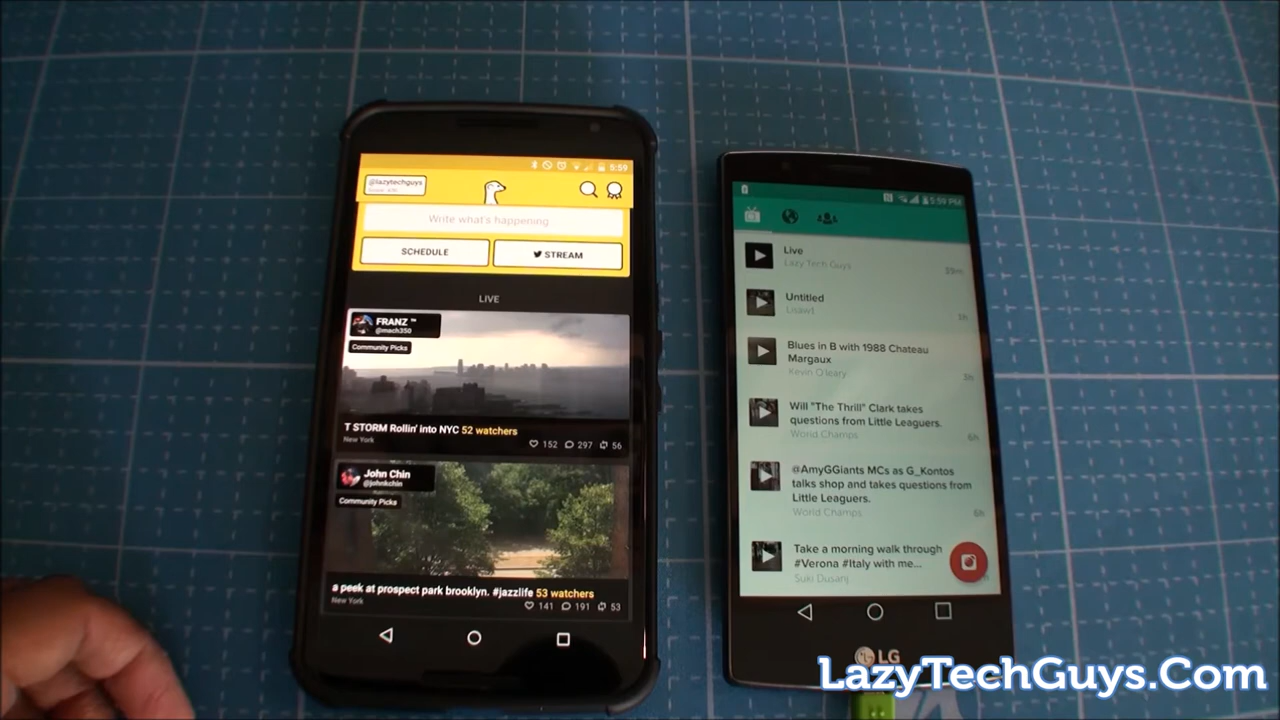 5:59
@lazytechguys
Write what's happening...
SCHEDULE
STREAM
LIVE
FRANZ ™
@mach350
Community Picks
T STORM Rollin' into NYC 52 watchers
New York
152 297 56
John Chin
@johnkchin
Community Picks
a peek at prospect park brooklyn. #jazzlife 53 watchers
New York
141 191 53
5:59 PM
Live
Lazy Tech Guys
Untitled
1h
Blues in B with 1988 Chateau
Margaux
Kevin O'leary
Will "The Thrill" Clark takes
questions from Little Leaguers.
World Champs
6h
@AmyGGiants MCs as G_Kontos
talks shop and takes questions from
Little Leaguers.
World Champs
6h
Take a morning walk through
#Verona #Italy with me...
Suki Dusanj
LG
LazyTechGuys.Com